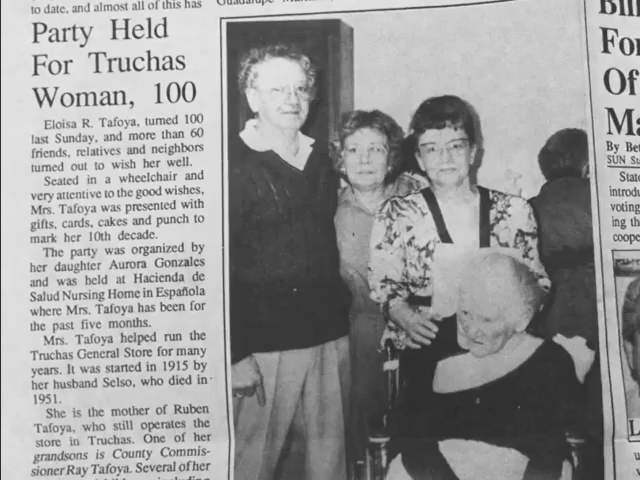 to date, and almost all of this has
Party Held
For Truchas
Woman, 100
Eloisa R. Tafoya, turned 100
last Sunday, and more than 60
friends, relatives and neighbors
turned out to wish her well.
Seated in a wheelchair and
very attentive to the good wishes,
Mrs. Tafoya was presented with
gifts, cards, cakes and punch to
mark her 10th decade.
The party was organized by
her daughter Aurora Gonzales
and was held at Hacienda de
Salud Nursing Home in Española
where Mrs. Tafoya has been for
the past five months.
Mrs. Tafoya helped run the
Truchas General Store for many
years. It was started in 1915 by
her husband Selso, who died in
1951.
She is the mother of Ruben
Tafoya, who still operates the
store in Truchas. One of her
grandsons is County Commis-
sioner Ray Tafoya. Several of her
Guadalupe
Bil
For
Of
Ma
By Bet
SUN St
State
introdu
voting
ing th
coope
L